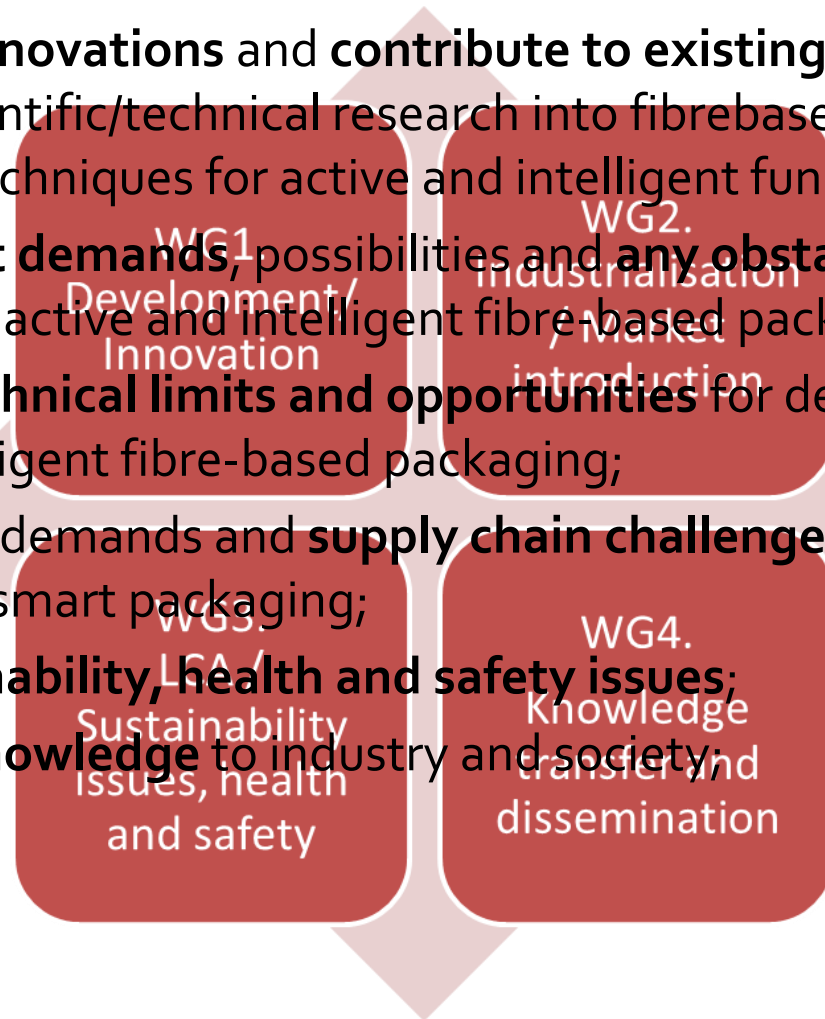 novations and contribute to existing
ntific/technical research into fibrebase
chniques for active and intelligent fun
t demands, possibilities and any obsta
active and intelligent fibre-based pack
hnical limits and opportunities for de
igent fibre-based packaging;
demands and supply chain challenge
smart packaging;
ability, health and safety issues;
owledge to industry and society;
WG1.
Development/
Innovation
WG2.
Industrialisation
/ Market
introduction
WG3.
LCA /
Sustainability
issues, health
and safety
WG4.
Knowledge
transfer and
dissemination